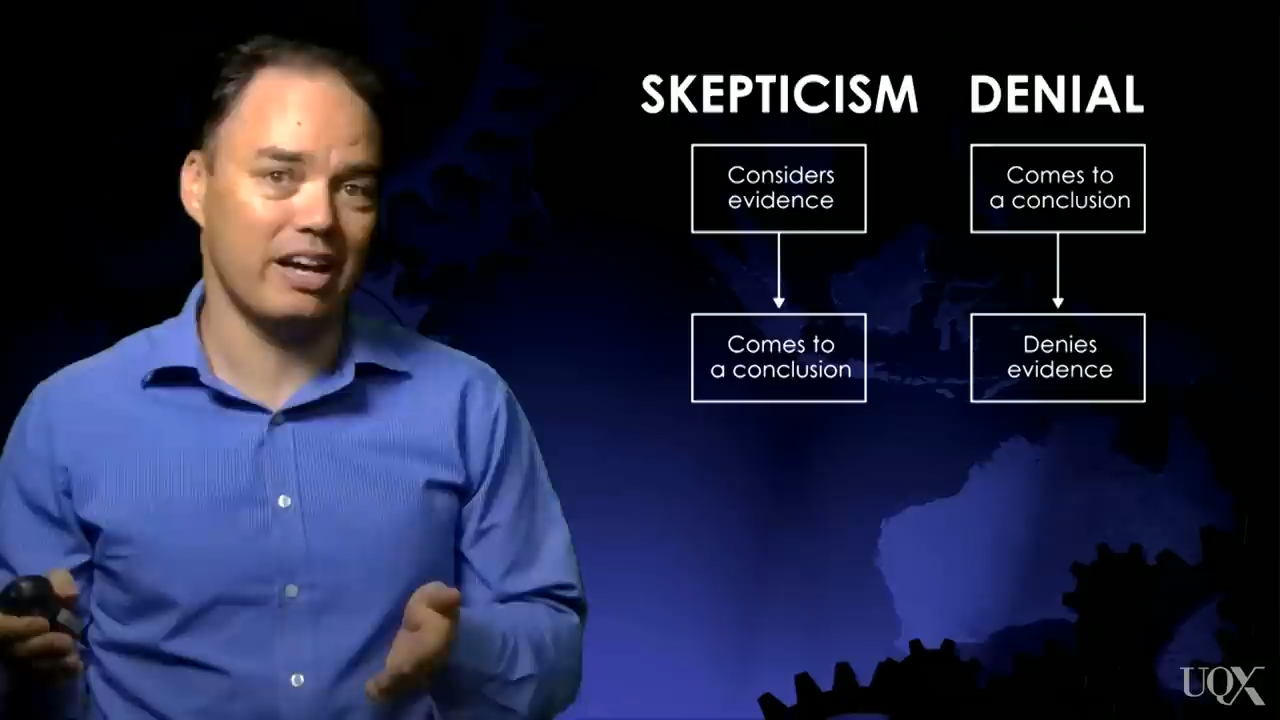 SKEPTICISM
Considers
evidence
Comes to
a conclusion
DENIAL
Comes to
a conclusion
Denies
evidence
UQX